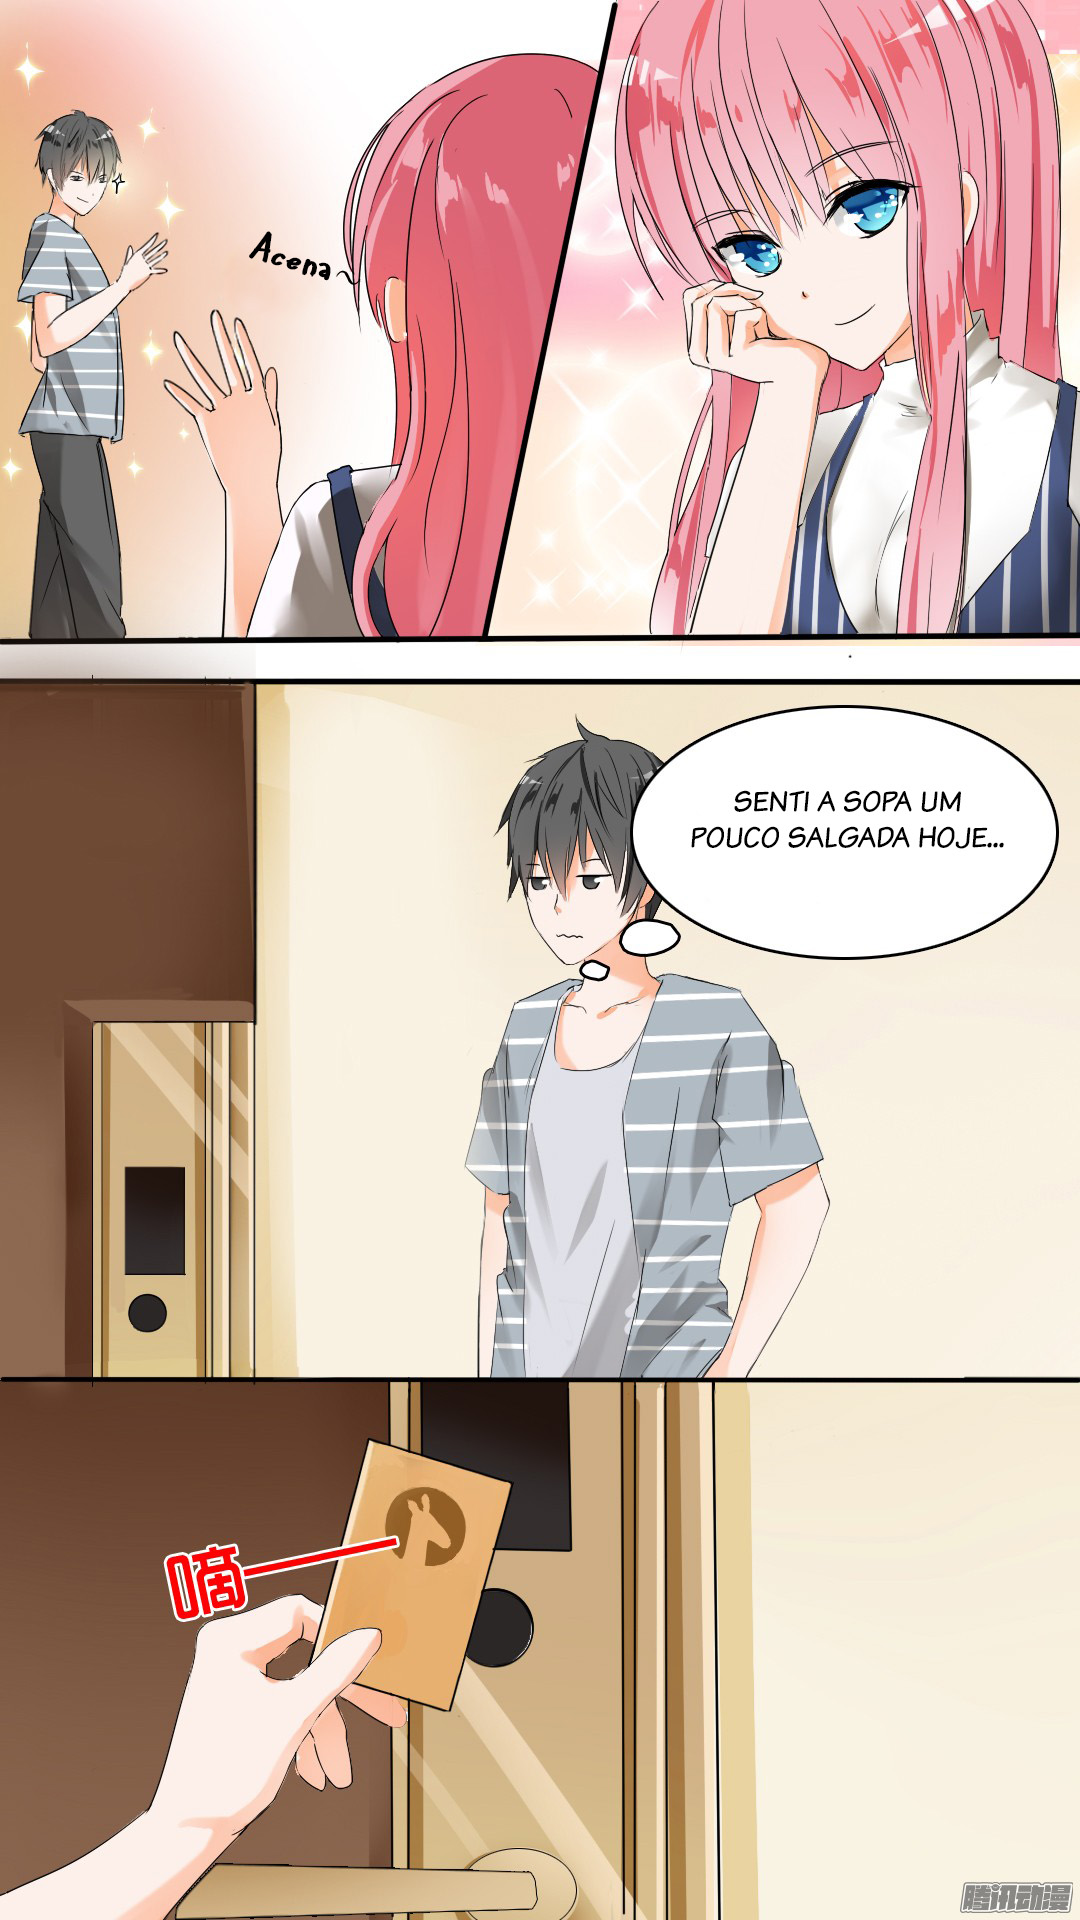 Acena~
SENTI A SOPA UM
POUCO SALGADA HOJE...
嘀—
腾讯动漫